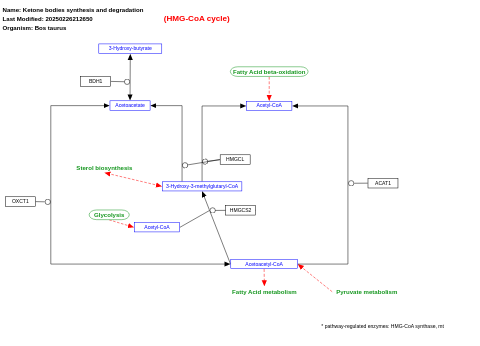 Name: Ketone bodies synthesis and degradation
Last Modified: 20250226212650
(HMG-CoA cycle)
Organism: Bos taurus
3-Hydroxy-butyrate
Fatty Acid beta-oxidation
BDH1
Acetoacetate
Acetyl-CoA
HMGCL
Sterol biosynthesis
3-Hydroxy-3-methylglutaryl-CoA
ACAT1
OXCT1
HMGCS2
Glycolysis
Acetyl-CoA
Acetoacetyl-CoA
Fatty Acid metabolism
Pyruvate metabolism
* pathway-regulated enzymes: HMG-CoA synthase, mt